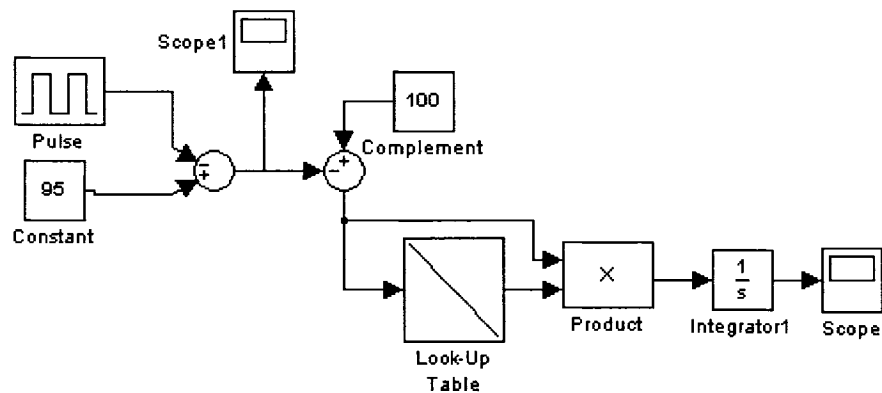 Scope1
Pulse
100
Complement
-
+
+
-
95
Constant
×
Product
1
s
Integrator1
Scope
Look-Up
Table